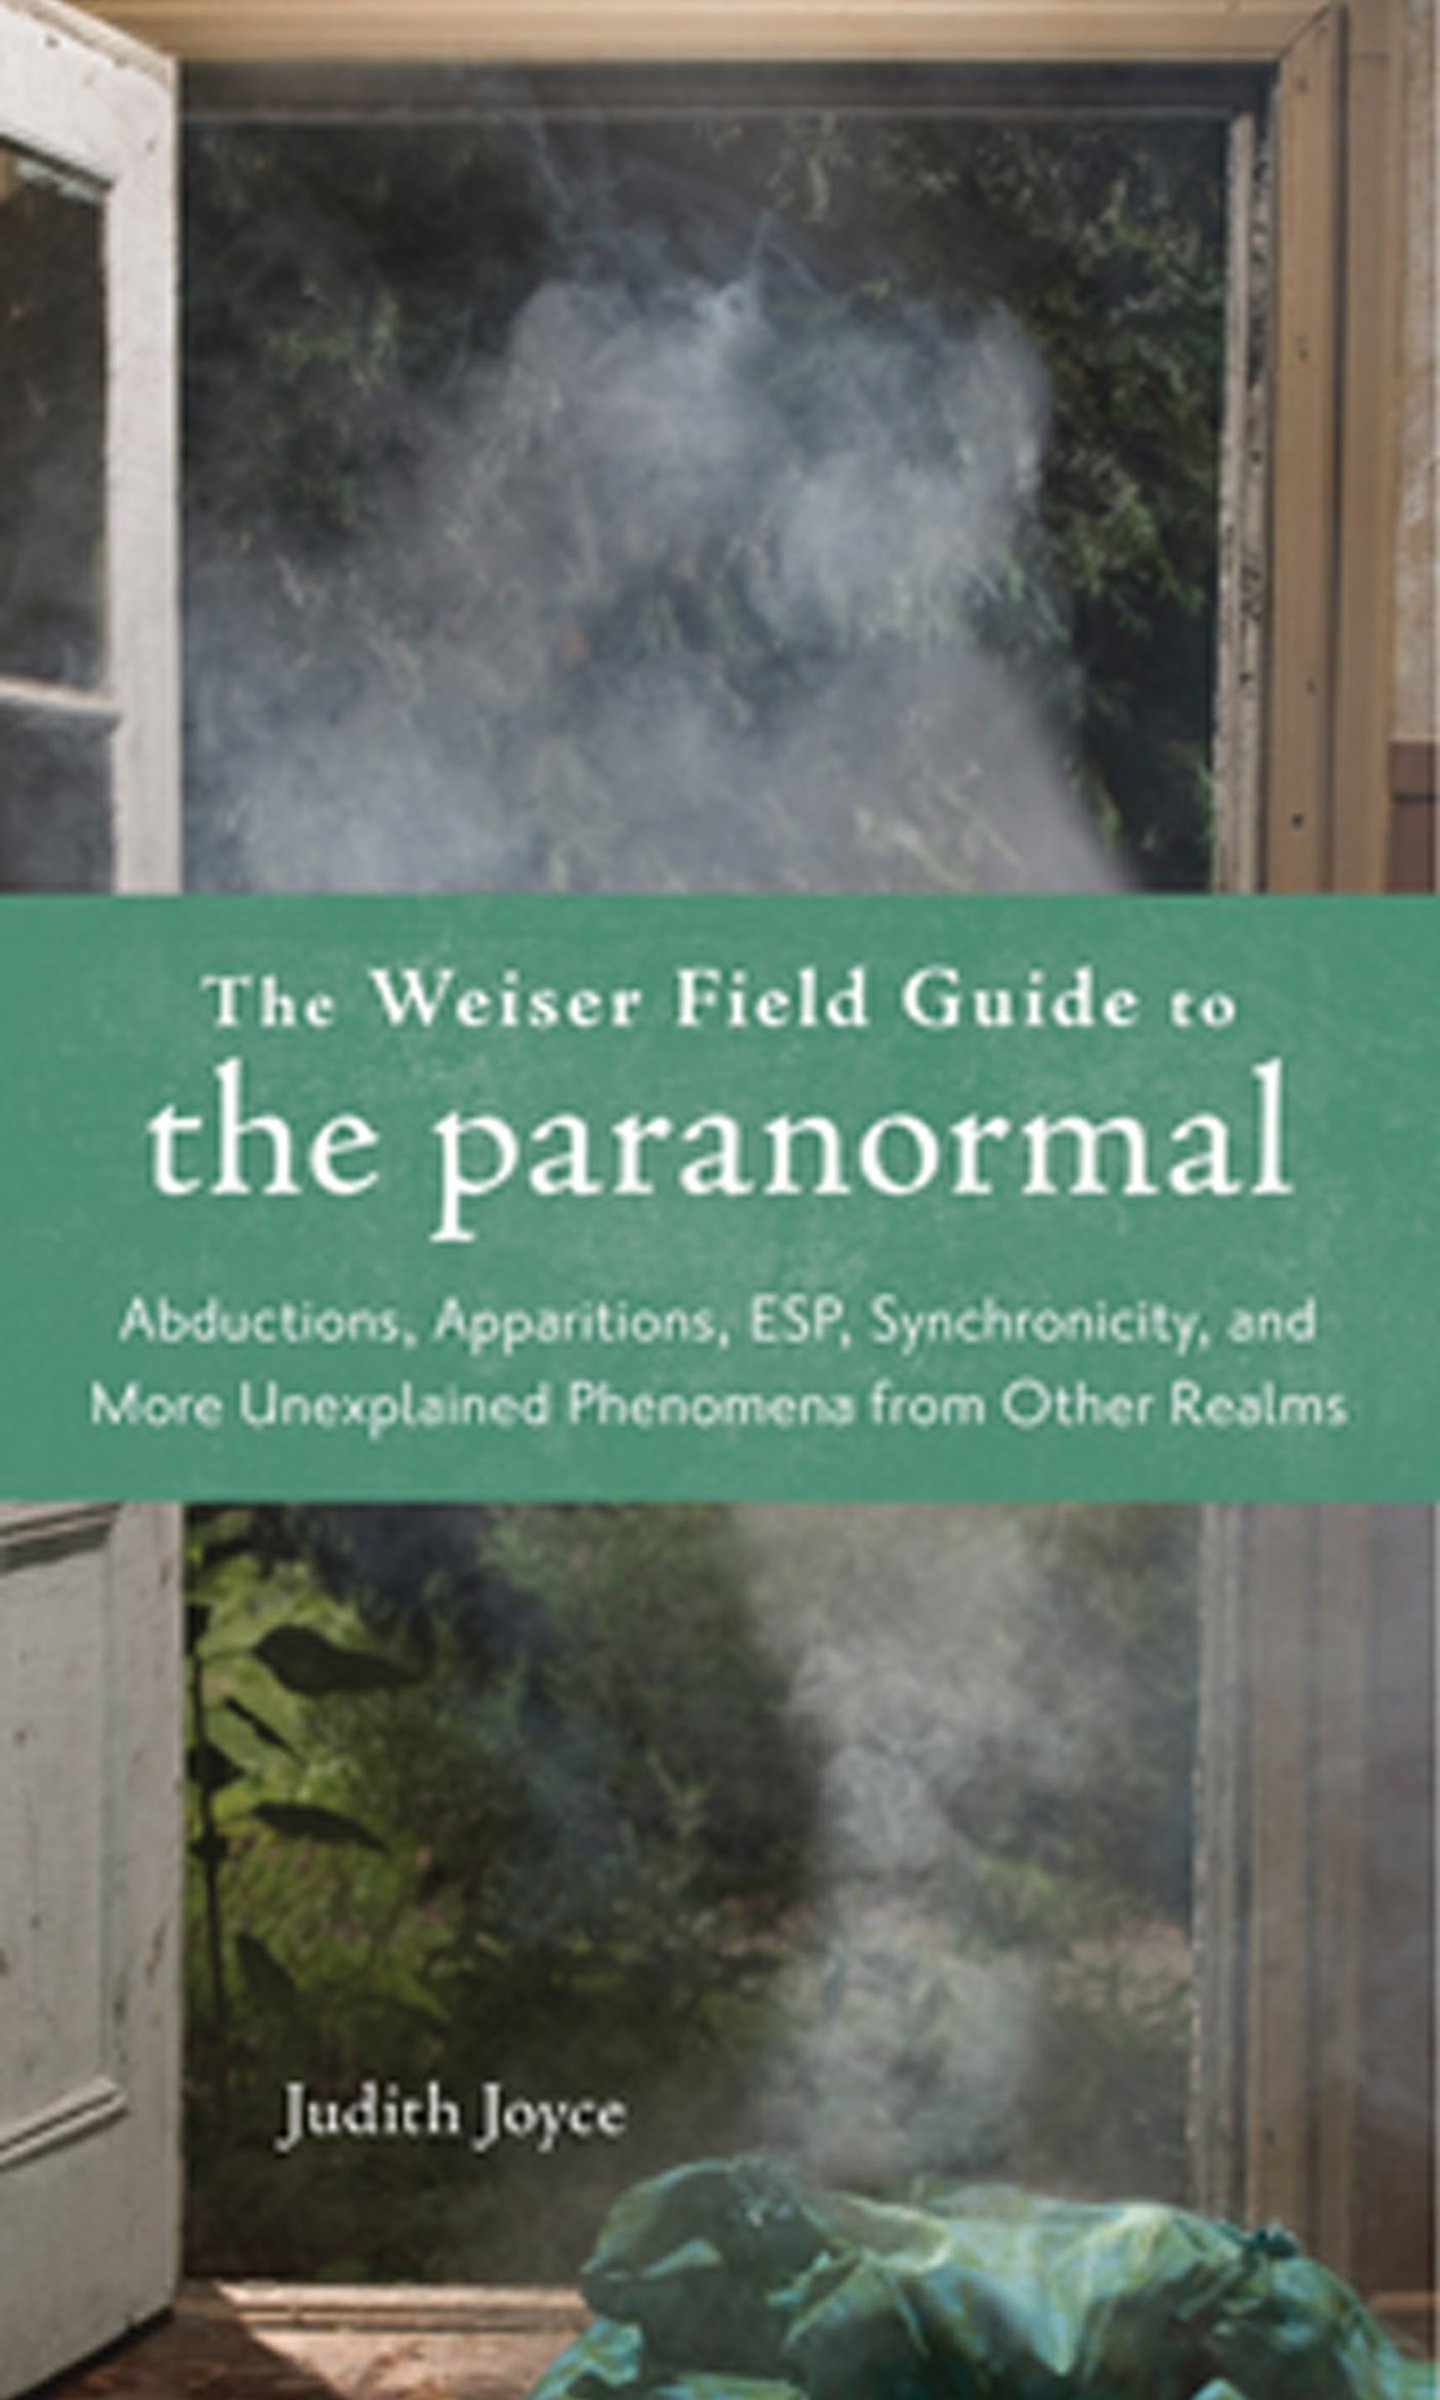 The Weiser Field Guide to
the paranormal
Abductions, Apparitions, ESP, Synchronicity, and
More Unexplained Phenomena from Other Realms
Judith Joyce